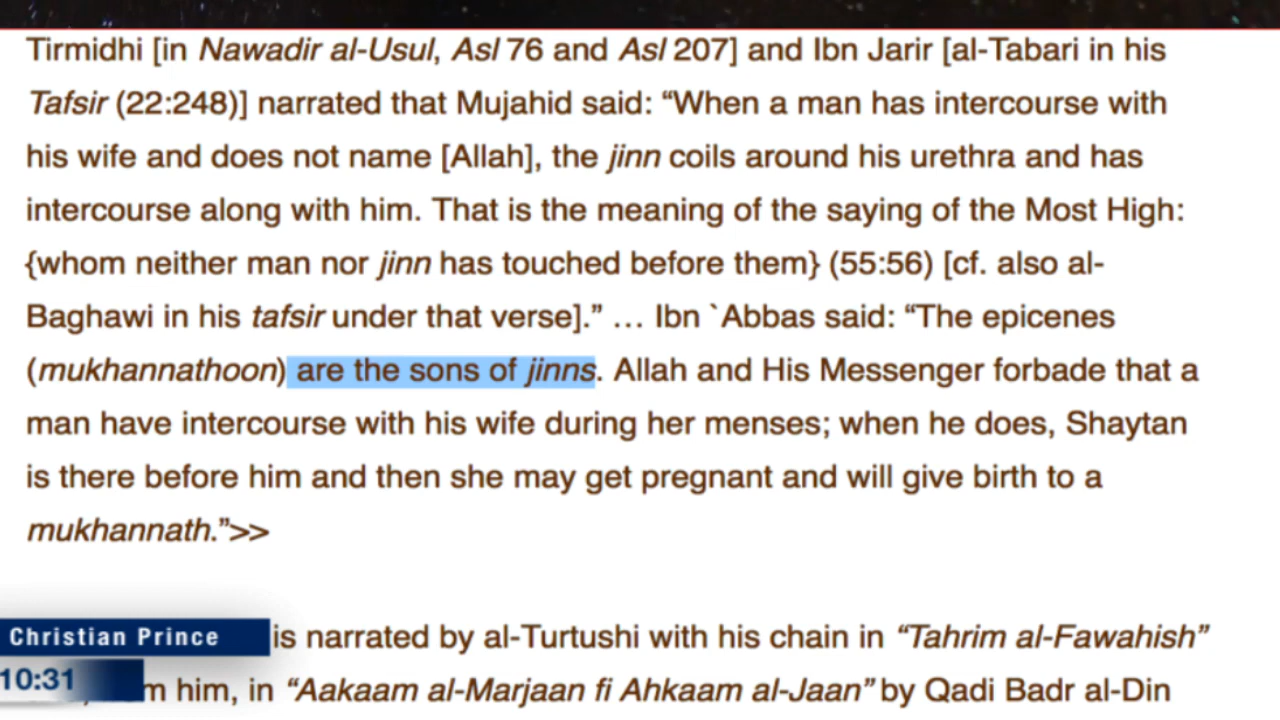 Tirmidhi [in Nawadir al-Usul, Asl 76 and Asl 207] and Ibn Jarir [al-Tabari in his
Tafsir (22:248)] narrated that Mujahid said: “When a man has intercourse with
his wife and does not name [Allah], the jinn coils around his urethra and has
intercourse along with him. That is the meaning of the saying of the Most High:
{whom neither man nor jinn has touched before them} (55:56) [cf. also al-
Baghawi in his tafsir under that verse].” … Ibn `Abbas said: “The epicenes
(mukhannathoon) are the sons of jinns. Allah and His Messenger forbade that a
man have intercourse with his wife during her menses; when he does, Shaytan
is there before him and then she may get pregnant and will give birth to a
mukhannath.”>>
Christian Prince
is narrated by al-Turtushi with his chain in “Tahrim al-Fawahish”
10:31
him, in “Aakaam al-Marjaan fi Ahkaam al-Jaan” by Qadi Badr al-Din